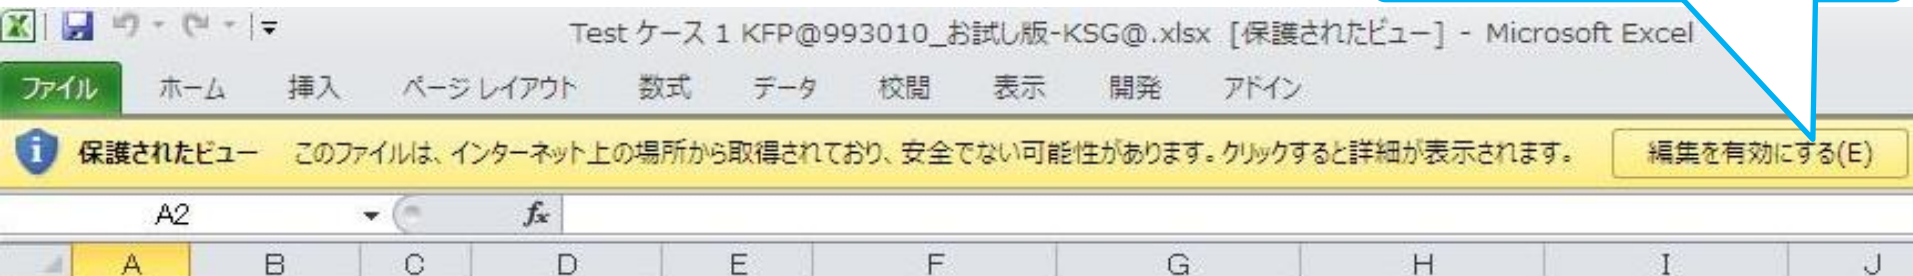 Test ケース 1 KFP@993010_お試し版-KSG@.xlsx [保護されたビュー] - Microsoft Excel
ファイル ホーム 挿入 ページ レイアウト 数式 データ 校閲 表示 開発 アドイン
保護されたビュー このファイルは、インターネット上の場所から取得されており、安全でない可能性があります。クリックすると詳細が表示されます。 編集を有効にする(E)
A2 fx
A B C D E F G H I J